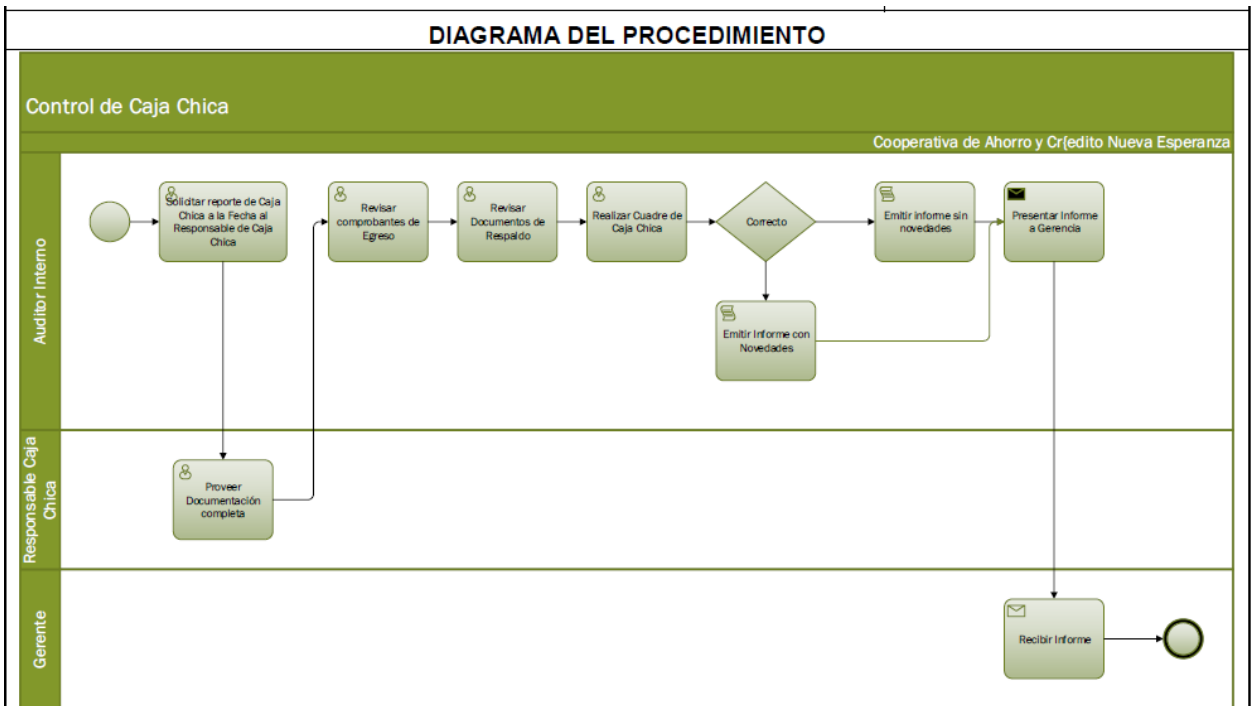 DIAGRAMA DEL PROCEDIMIENTO
Control de Caja Chica
Cooperativa de Ahorro y Cr{edito Nueva Esperanza
Auditor Interno
Solicitar reporte de Caja
Chica a la Fecha al
Responsable de Caja
Chica
Revisar
comprobantes de
Egreso
Revisar
Documentos de
Respaldo
Realizar Cuadre de
Caja Chica
Correcto
Emitir informe sin
novedades
Presentar Informe
a Gerencia
Emitir Informe con
Novedades
Responsable Caja
Chica
Proveer
Documentación
completa
Gerente
Recibir Informe